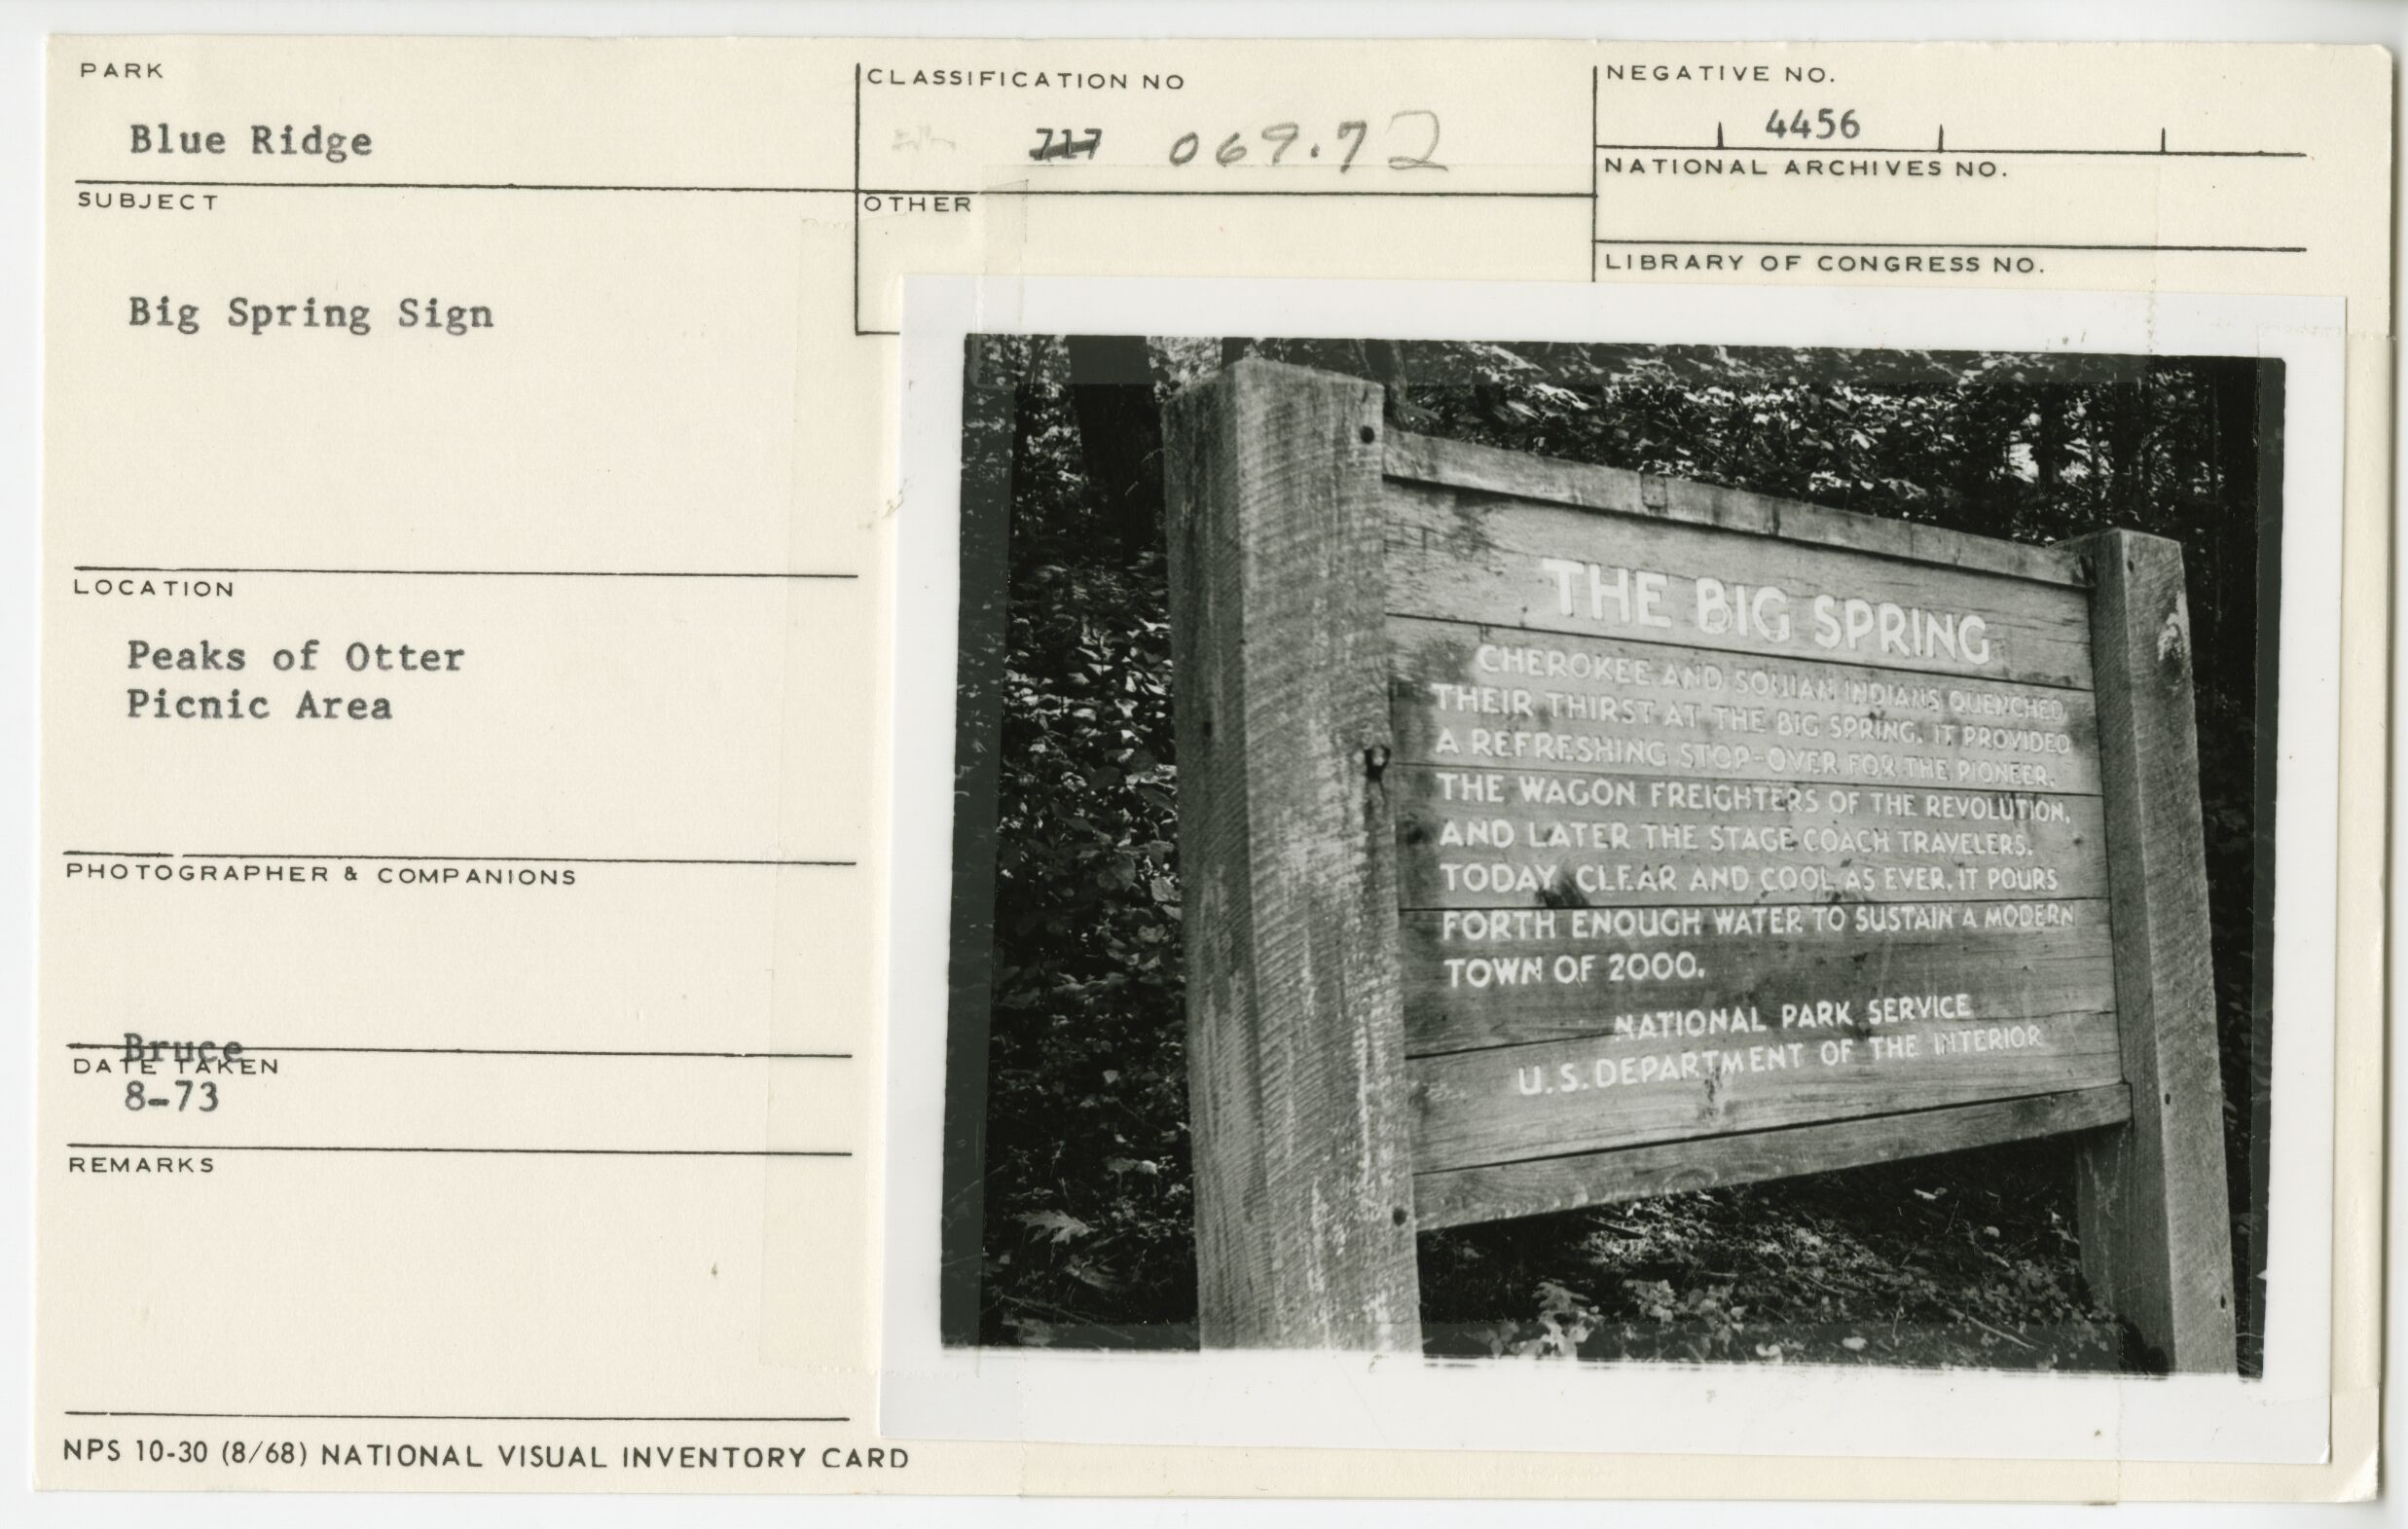 PARK
Blue Ridge
CLASSIFICATION NO
717 069.72
NEGATIVE NO.
4456
NATIONAL ARCHIVES NO.
LIBRARY OF CONGRESS NO.
OTHER
SUBJECT
Big Spring Sign
LOCATION
Peaks of Otter
Picnic Area
PHOTOGRAPHER & COMPANIONS
Bruce
DATE TAKEN
8-73
REMARKS
NPS 10-30 (8/68) NATIONAL VISUAL INVENTORY CARD
THE BIG SPRING
CHEROKEE AND INDIANS QUENCHED
THEIR THIRST AT THE BIG SPRING. IT PROVIDED
A REFRESHING STOP-OVER FOR THE PIONEER,
THE WAGON FREIGHTERS OF THE REVOLUTION,
AND LATER THE STAGE COACH TRAVELERS.
TODAY, CLEAR AND COOL AS EVER, IT POURS
FORTH ENOUGH WATER TO SUSTAIN A MODERN
TOWN OF 2000.
NATIONAL PARK SERVICE
U.S. DEPARTMENT OF THE INTERIOR